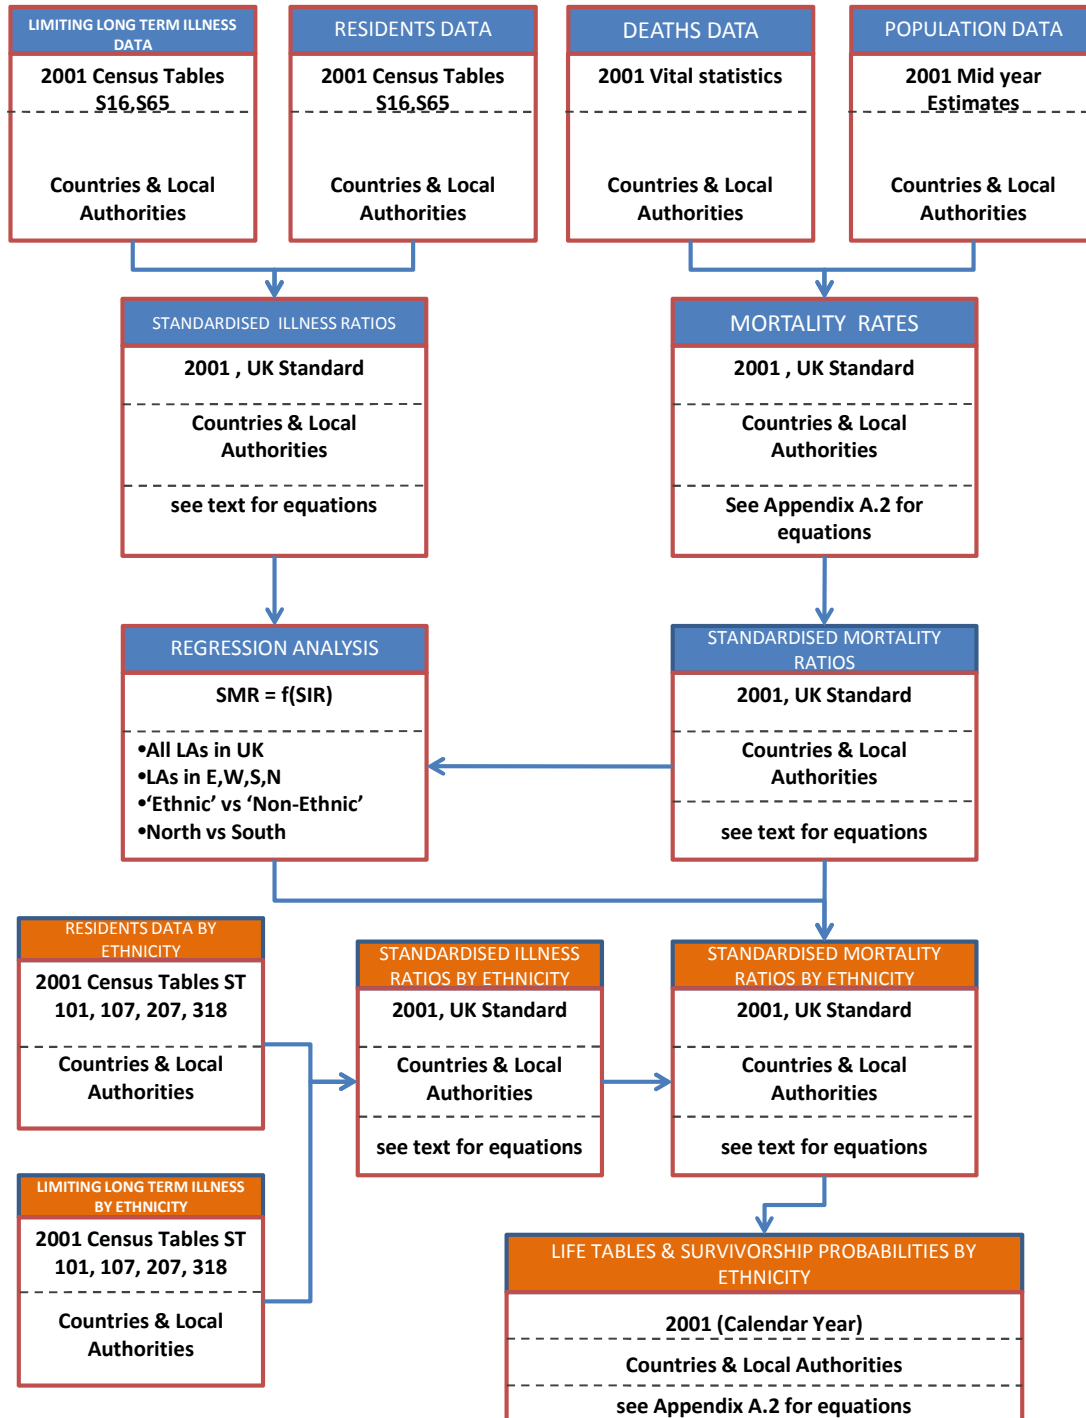 LIMITING LONG TERM ILLNESS
DATA
2001 Census Tables
S16,S65
Countries & Local
Authorities
RESIDENTS DATA
2001 Census Tables
S16,S65
Countries & Local
Authorities
DEATHS DATA
2001 Vital statistics
Countries & Local
Authorities
POPULATION DATA
2001 Mid year
Estimates
Countries & Local
Authorities
STANDARDISED ILLNESS RATIOS
2001 , UK Standard
Countries & Local
Authorities
see text for equations
MORTALITY RATES
2001 , UK Standard
Countries & Local
Authorities
See Appendix A.2 for
equations
REGRESSION ANALYSIS
SMR = f(SIR)
•All LAs in UK
•LAs in E,W,S,N
•‘Ethnic’ vs ‘Non-Ethnic’
•North vs South
STANDARDISED MORTALITY
RATIOS
2001, UK Standard
Countries & Local
Authorities
see text for equations
RESIDENTS DATA BY
ETHNICITY
2001 Census Tables ST
101, 107, 207, 318
Countries & Local
Authorities
STANDARDISED ILLNESS
RATIOS BY ETHNICITY
2001, UK Standard
Countries & Local
Authorities
see text for equations
STANDARDISED MORTALITY
RATIOS BY ETHNICITY
2001, UK Standard
Countries & Local
Authorities
see text for equations
LIMITING LONG TERM ILLNESS
BY ETHNICITY
2001 Census Tables ST
101, 107, 207, 318
Countries & Local
Authorities
LIFE TABLES & SURVIVORSHIP PROBABILITIES BY
ETHNICITY
2001 (Calendar Year)
Countries & Local Authorities
see Appendix A.2 for equations